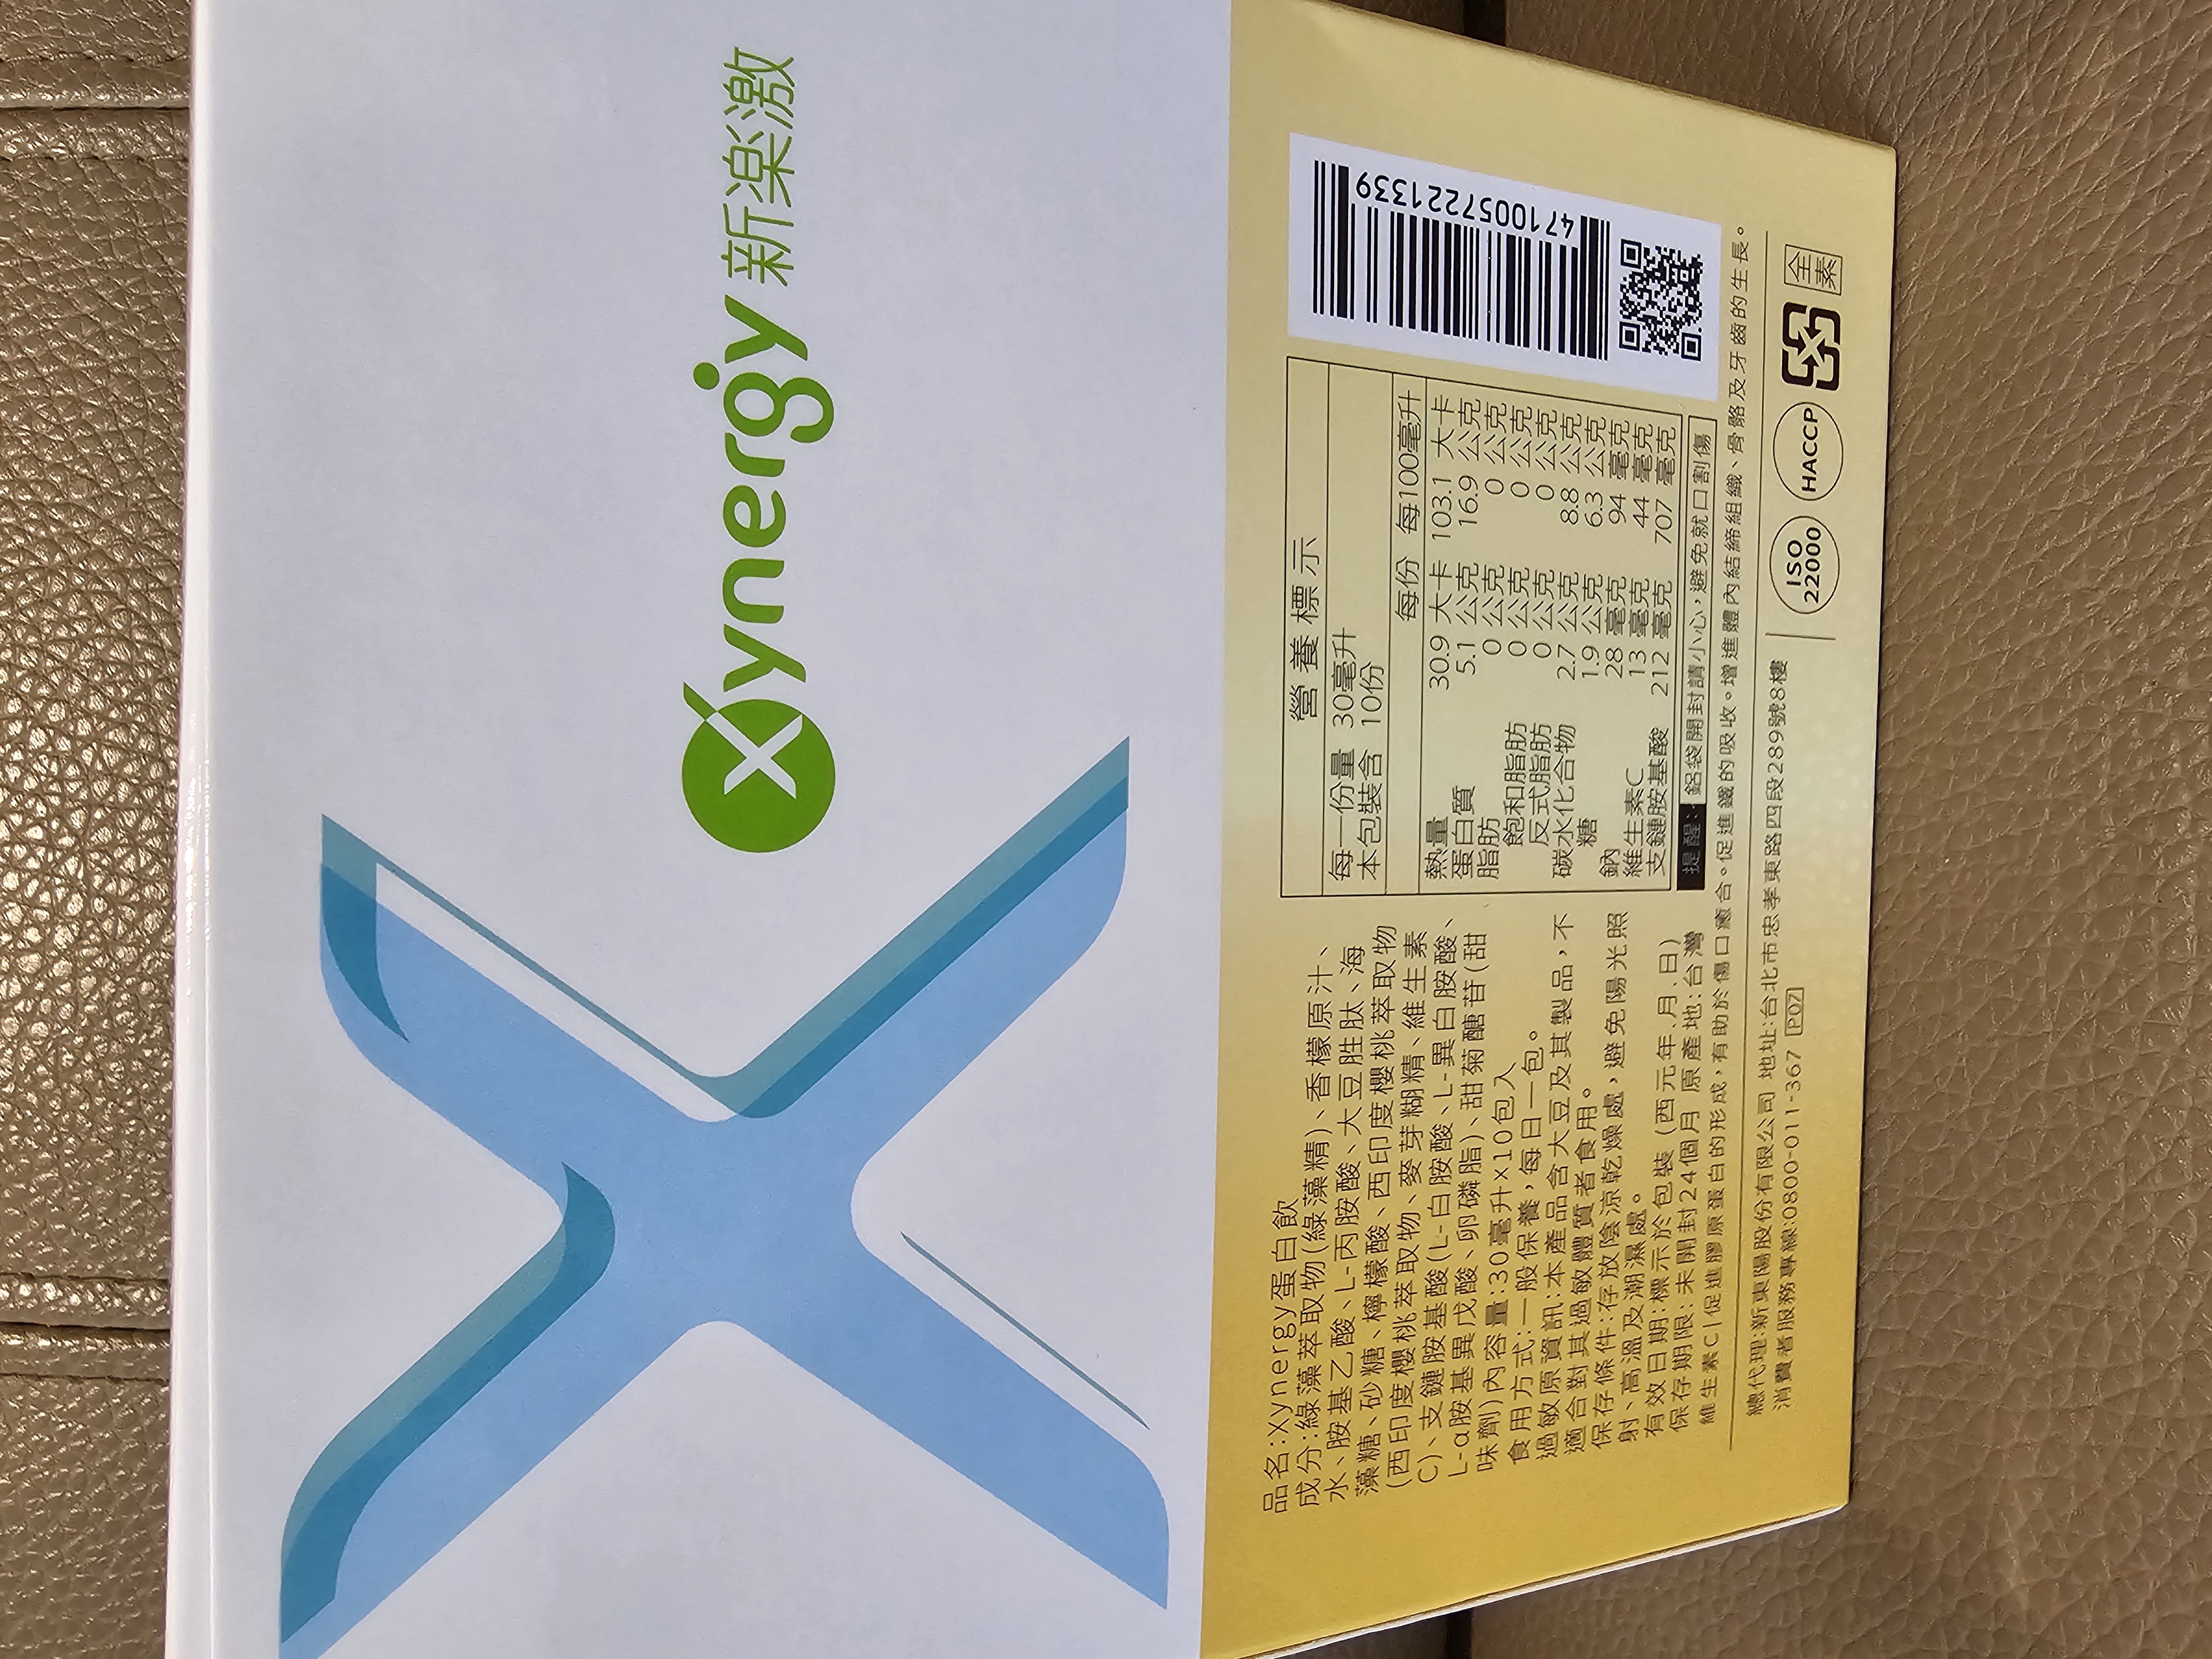 Xynergy 新楽激
品名:Xynergy蛋白飲
成分:綠藻萃取物(綠藻精)、香檬原汁、
水、胺基乙酸、L-丙胺酸、大豆胜肽、海
藻糖、砂糖、檸檬酸、西印度櫻桃萃取物
(西印度櫻桃萃取物、麥芽糊精、維生素
C)、支鏈胺基酸(L-白胺酸、L-異白胺酸、
L-α胺基異戊酸、卵磷脂)、甜菊醣苷(甜
味劑)內容量:30毫升×10包入
食用方式:一般保養,每日一包。
過敏原資訊:本產品含大豆及其製品,不
適合對其過敏體質者食用。
保存條件:存放陰涼乾燥處,避免陽光照
射、高溫及潮濕處。
有效日期:標示於包裝(西元年.月.日)
保存期限:未開封24個月 原產地:台灣
營養標示
每一份量 30毫升
本包裝含 10份
每份 每100毫升
熱量 30.9 大卡 103.1 大卡
蛋白質 5.1 公克 16.9 公克
脂肪 0 公克 0 公克
飽和脂肪 0 公克 0 公克
反式脂肪 0 公克 0 公克
碳水化合物 2.7 公克 8.8 公克
糖 1.9 公克 6.3 公克
鈉 28 毫克 94 毫克
維生素C 13 毫克 44 毫克
支鏈胺基酸 212 毫克 707 毫克
提醒: 鋁袋開封請小心,避免就口割傷
4710057221339
維生素C|促進膠原蛋白的形成,有助於傷口癒合。促進鐵的吸收。增進體內結締組織、骨骼及牙齒的生長。
總代理:新東陽股份有限公司 地址:台北市忠孝東路四段289號8樓
消費者服務專線:0800-011-367 P07
ISO 22000
HACCP
全素